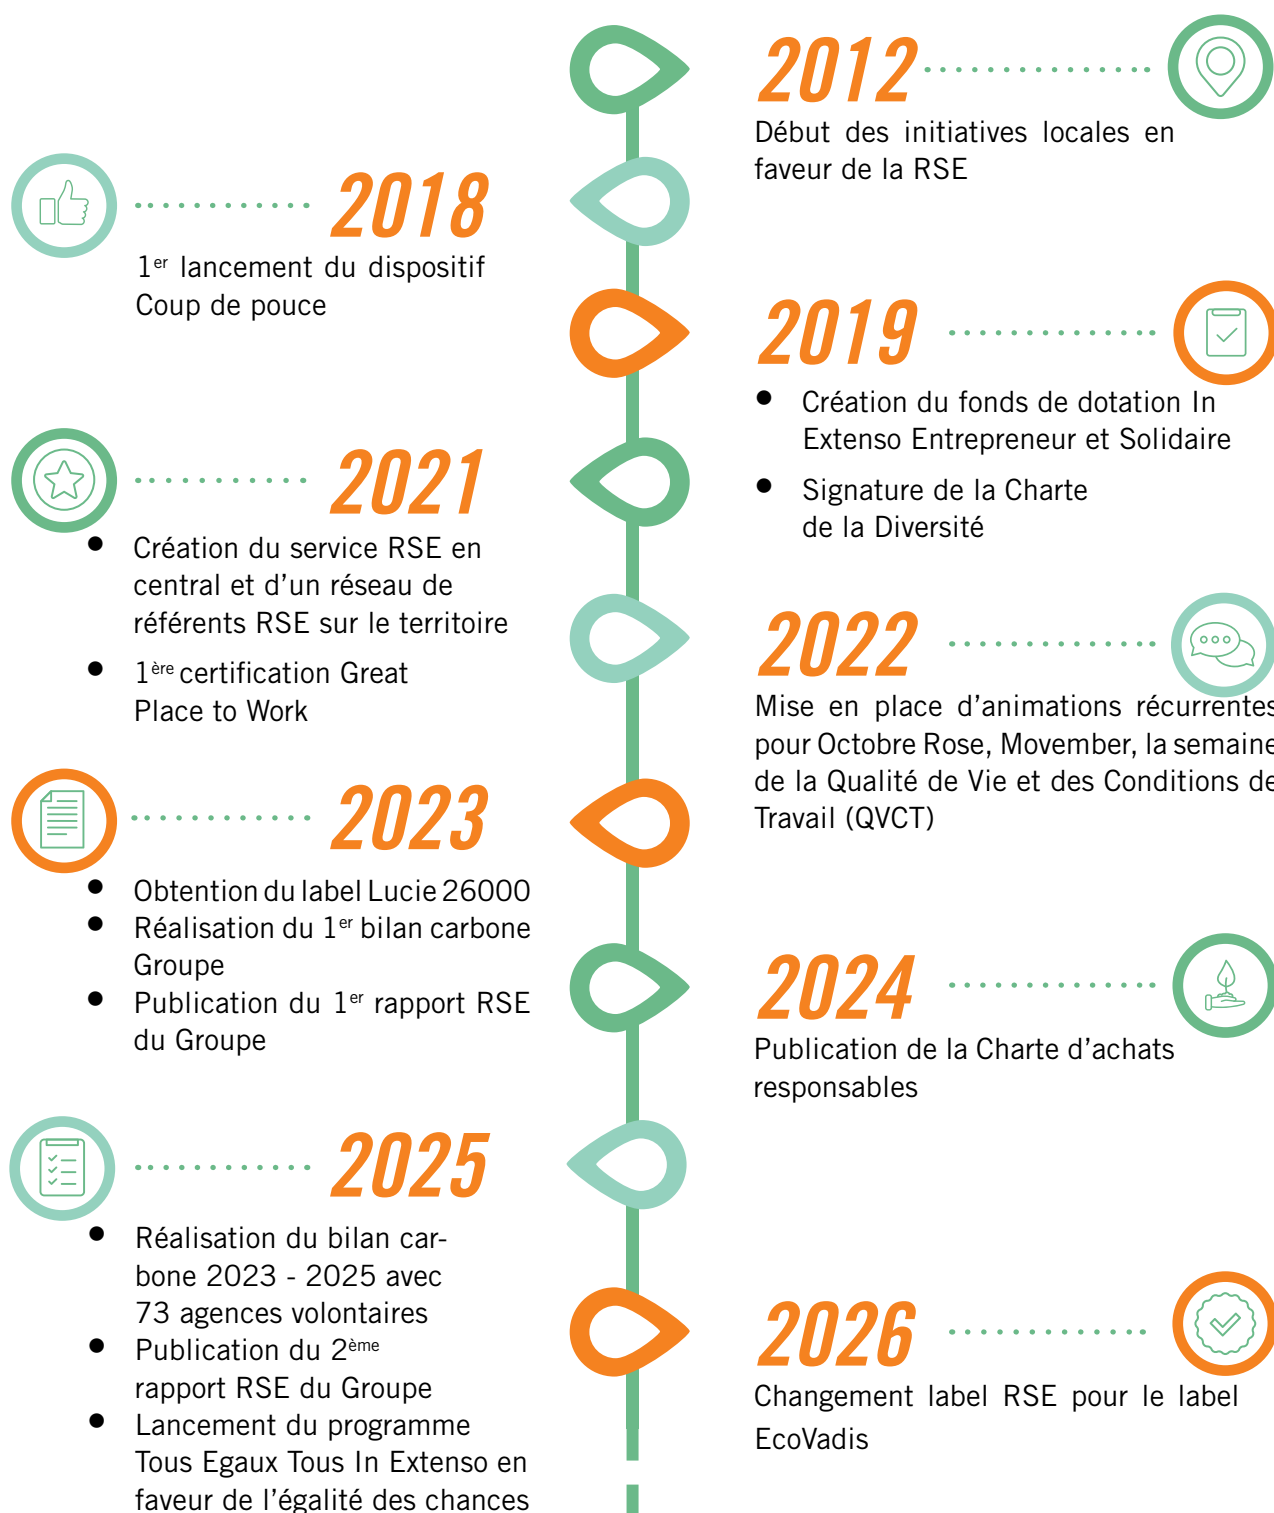 2012
Début des initiatives locales en
faveur de la RSE
2018
1er lancement du dispositif
Coup de pouce
2019
• Création du fonds de dotation In
Extenso Entrepreneur et Solidaire
• Signature de la Charte
de la Diversité
2021
• Création du service RSE en
central et d’un réseau de
référents RSE sur le territoire
• 1ère certification Great
Place to Work
2022
Mise en place d’animations récurrentes
pour Octobre Rose, Movember, la semaine
de la Qualité de Vie et des Conditions de
Travail (QVCT)
2023
• Obtention du label Lucie 26000
• Réalisation du 1er bilan carbone
Groupe
• Publication du 1er rapport RSE
du Groupe
2024
Publication de la Charte d’achats
responsables
2025
• Réalisation du bilan car-
bone 2023 - 2025 avec
73 agences volontaires
• Publication du 2ème
rapport RSE du Groupe
• Lancement du programme
Tous Egaux Tous In Extenso en
faveur de l’égalité des chances
2026
Changement label RSE pour le label
EcoVadis